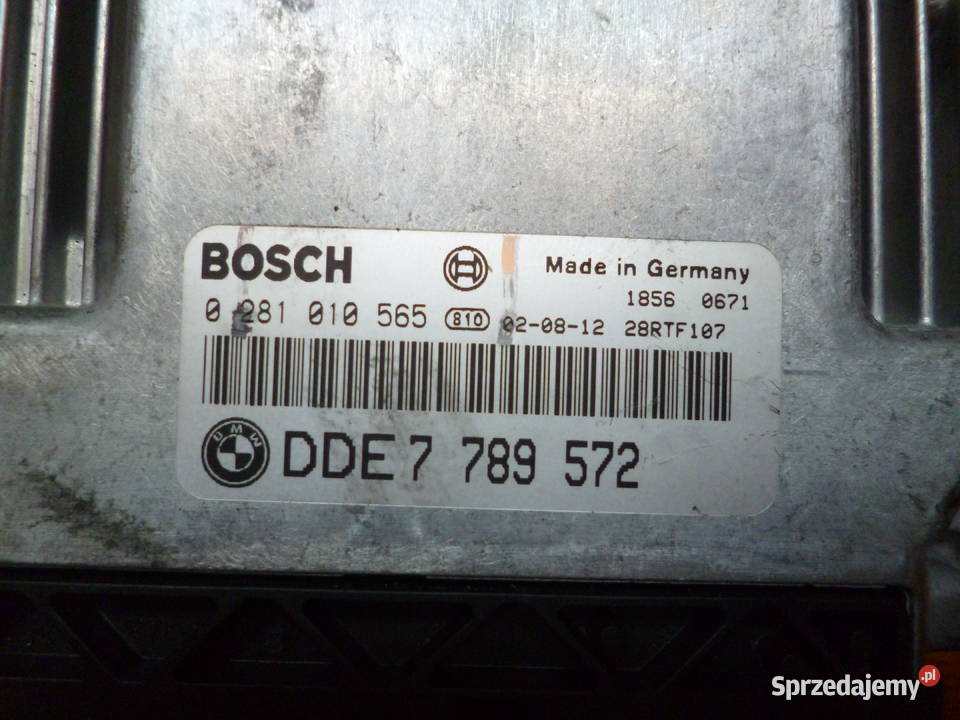 BOSCH
Made in Germany
1856 0671
0 281 010 565 810 02-08-12 28RTF107
BMW
DDE 7 789 572
Sprzedajemy.pl